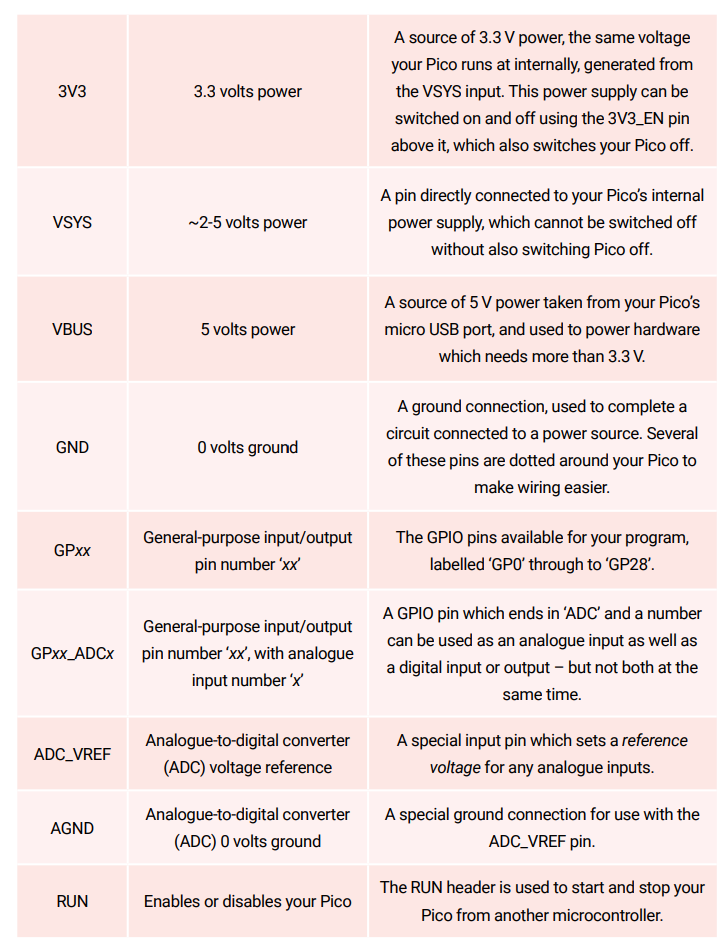 3V3
3.3 volts power
A source of 3.3 V power, the same voltage
your Pico runs at internally, generated from
the VSYS input. This power supply can be
switched on and off using the 3V3_EN pin
above it, which also switches your Pico off.
VSYS
~2-5 volts power
A pin directly connected to your Pico’s internal
power supply, which cannot be switched off
without also switching Pico off.
VBUS
5 volts power
A source of 5 V power taken from your Pico’s
micro USB port, and used to power hardware
which needs more than 3.3 V.
GND
0 volts ground
A ground connection, used to complete a
circuit connected to a power source. Several
of these pins are dotted around your Pico to
make wiring easier.
GPxx
General-purpose input/output
pin number ‘xx’
The GPIO pins available for your program,
labelled ‘GP0’ through to ‘GP28’.
GPxx_ADCx
General-purpose input/output
pin number ‘xx’, with analogue
input number ‘x’
A GPIO pin which ends in ‘ADC’ and a number
can be used as an analogue input as well as
a digital input or output – but not both at the
same time.
ADC_VREF
Analogue-to-digital converter
(ADC) voltage reference
A special input pin which sets a reference
voltage for any analogue inputs.
AGND
Analogue-to-digital converter
(ADC) 0 volts ground
A special ground connection for use with the
ADC_VREF pin.
RUN
Enables or disables your Pico
The RUN header is used to start and stop your
Pico from another microcontroller.